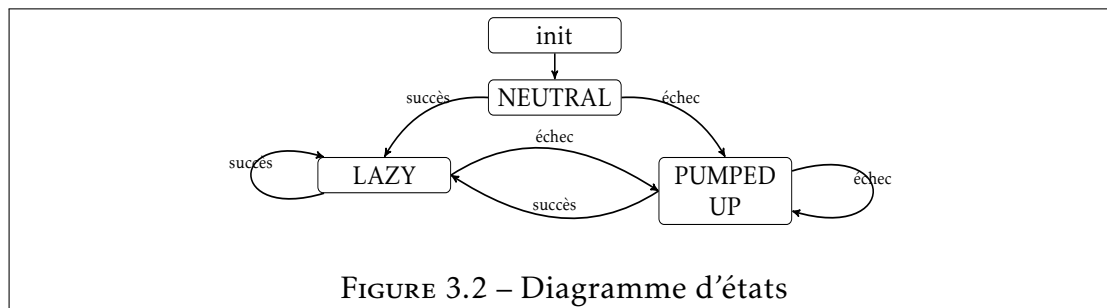 init
NEUTRAL
succès
échec
échec
succès
LAZY
PUMPED
UP
échec
succès
FIGURE 3.2 – Diagramme d'états